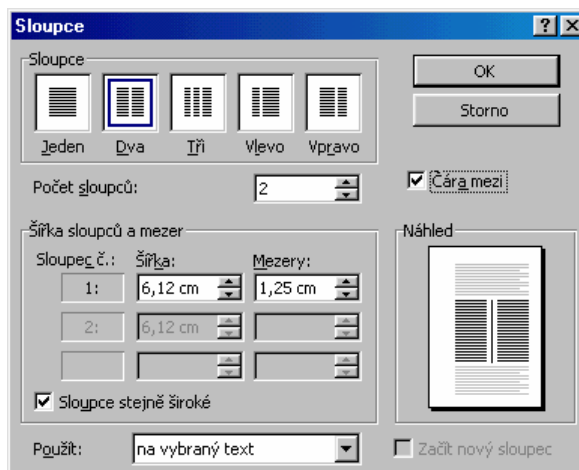 Sloupce
Sloupce
Jeden Dva Tři Vlevo Vpravo
OK
Storno
Počet sloupců: 2
Čára mezi
Šířka sloupců a mezer
Sloupec č.: Šířka: Mezery:
1: 6,12 cm 1,25 cm
2: 6,12 cm
Sloupce stejně široké
Náhled
Použít: na vybraný text
Začít nový sloupec